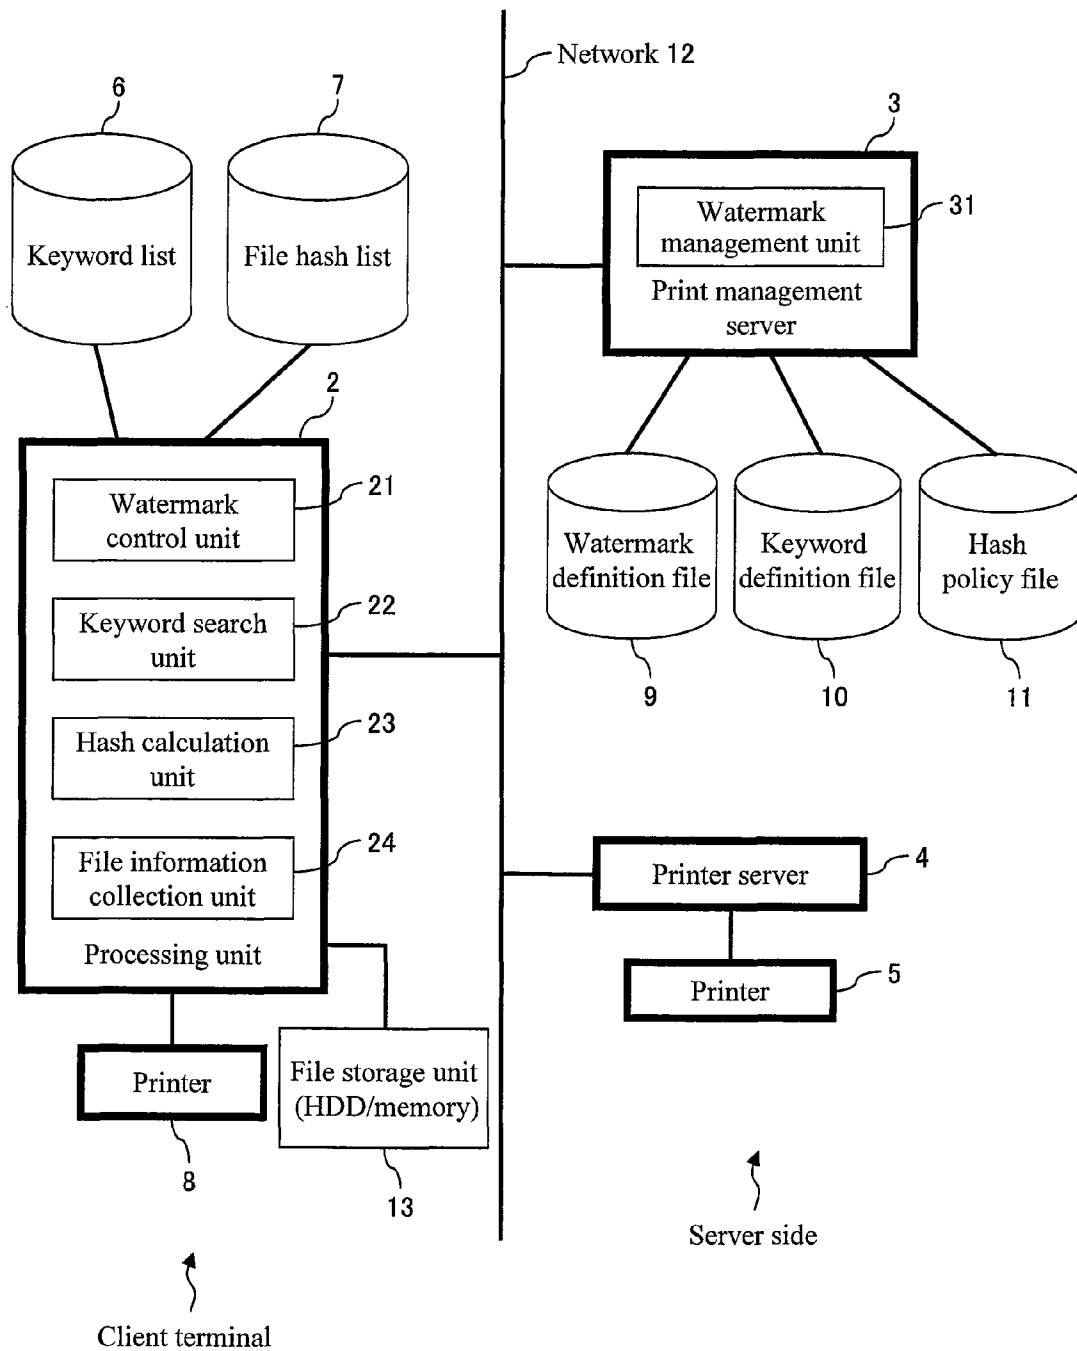 Network 12
6
7
3
Keyword list
File hash list
Watermark
management unit
31
Print management
server
2
Watermark
control unit
21
Keyword search
unit
22
Hash calculation
unit
23
File information
collection unit
24
Processing unit
Watermark
definition file
Keyword
definition file
Hash
policy file
9
10
11
Printer server
4
Printer
5
Printer
8
File storage unit
(HDD/memory)
13
Server side
Client terminal